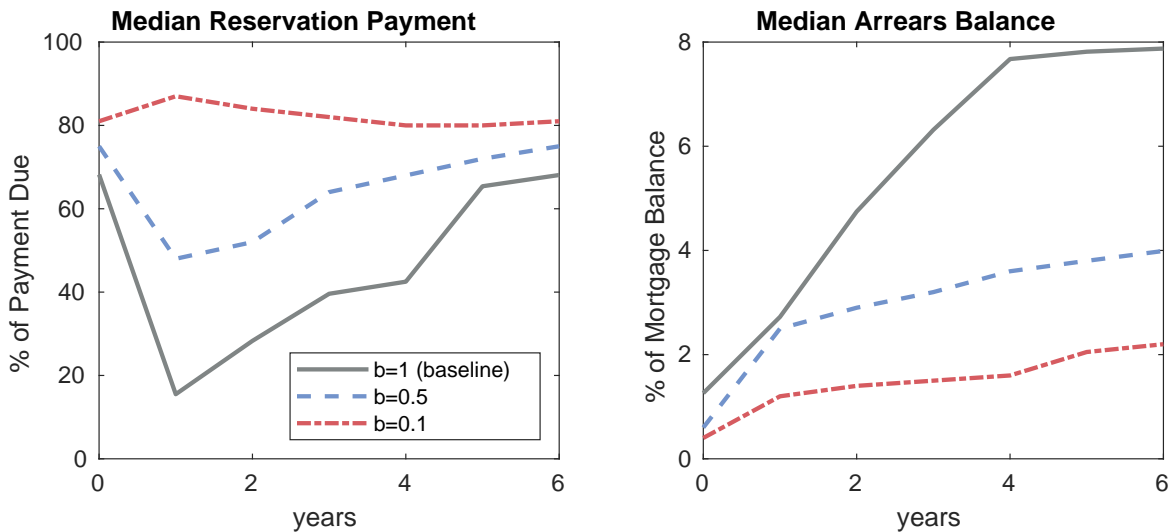 Median Reservation Payment
% of Payment Due
100
80
60
40
20
0
0
2
4
6
years
b=1 (baseline)
b=0.5
b=0.1
Median Arrears Balance
% of Mortgage Balance
8
6
4
2
0
0
2
4
6
years